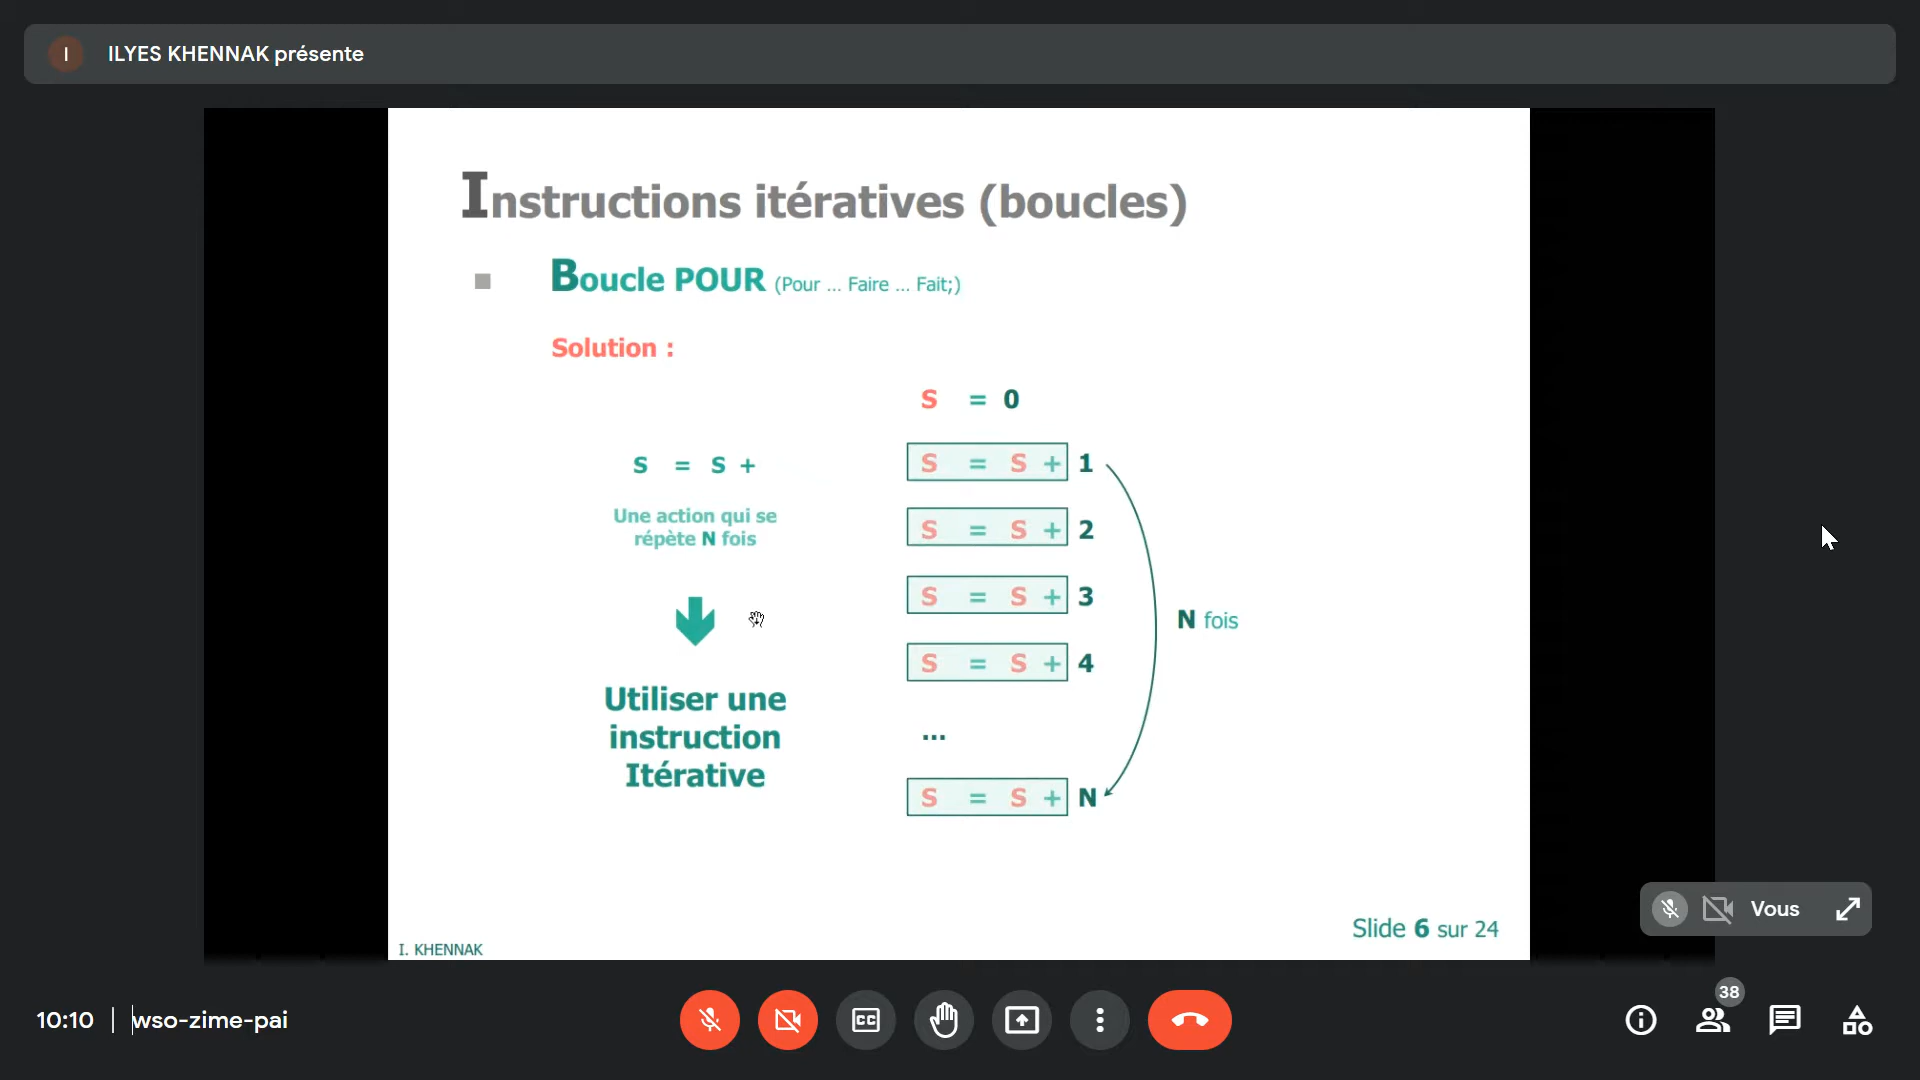 I
ILYES KHENNAK présente
Instructions itératives (boucles)
Boucle POUR (Pour ... Faire ... Fait;)
Solution :
S = 0
S = S + 1
S = S +
Une action qui se
répète N fois
S = S + 2
S = S + 3
N fois
S = S + 4
Utiliser une
instruction
Itérative
...
S = S + N
Slide 6 sur 24
I. KHENNAK
Vous
10:10 | wso-zime-pai
CC
38